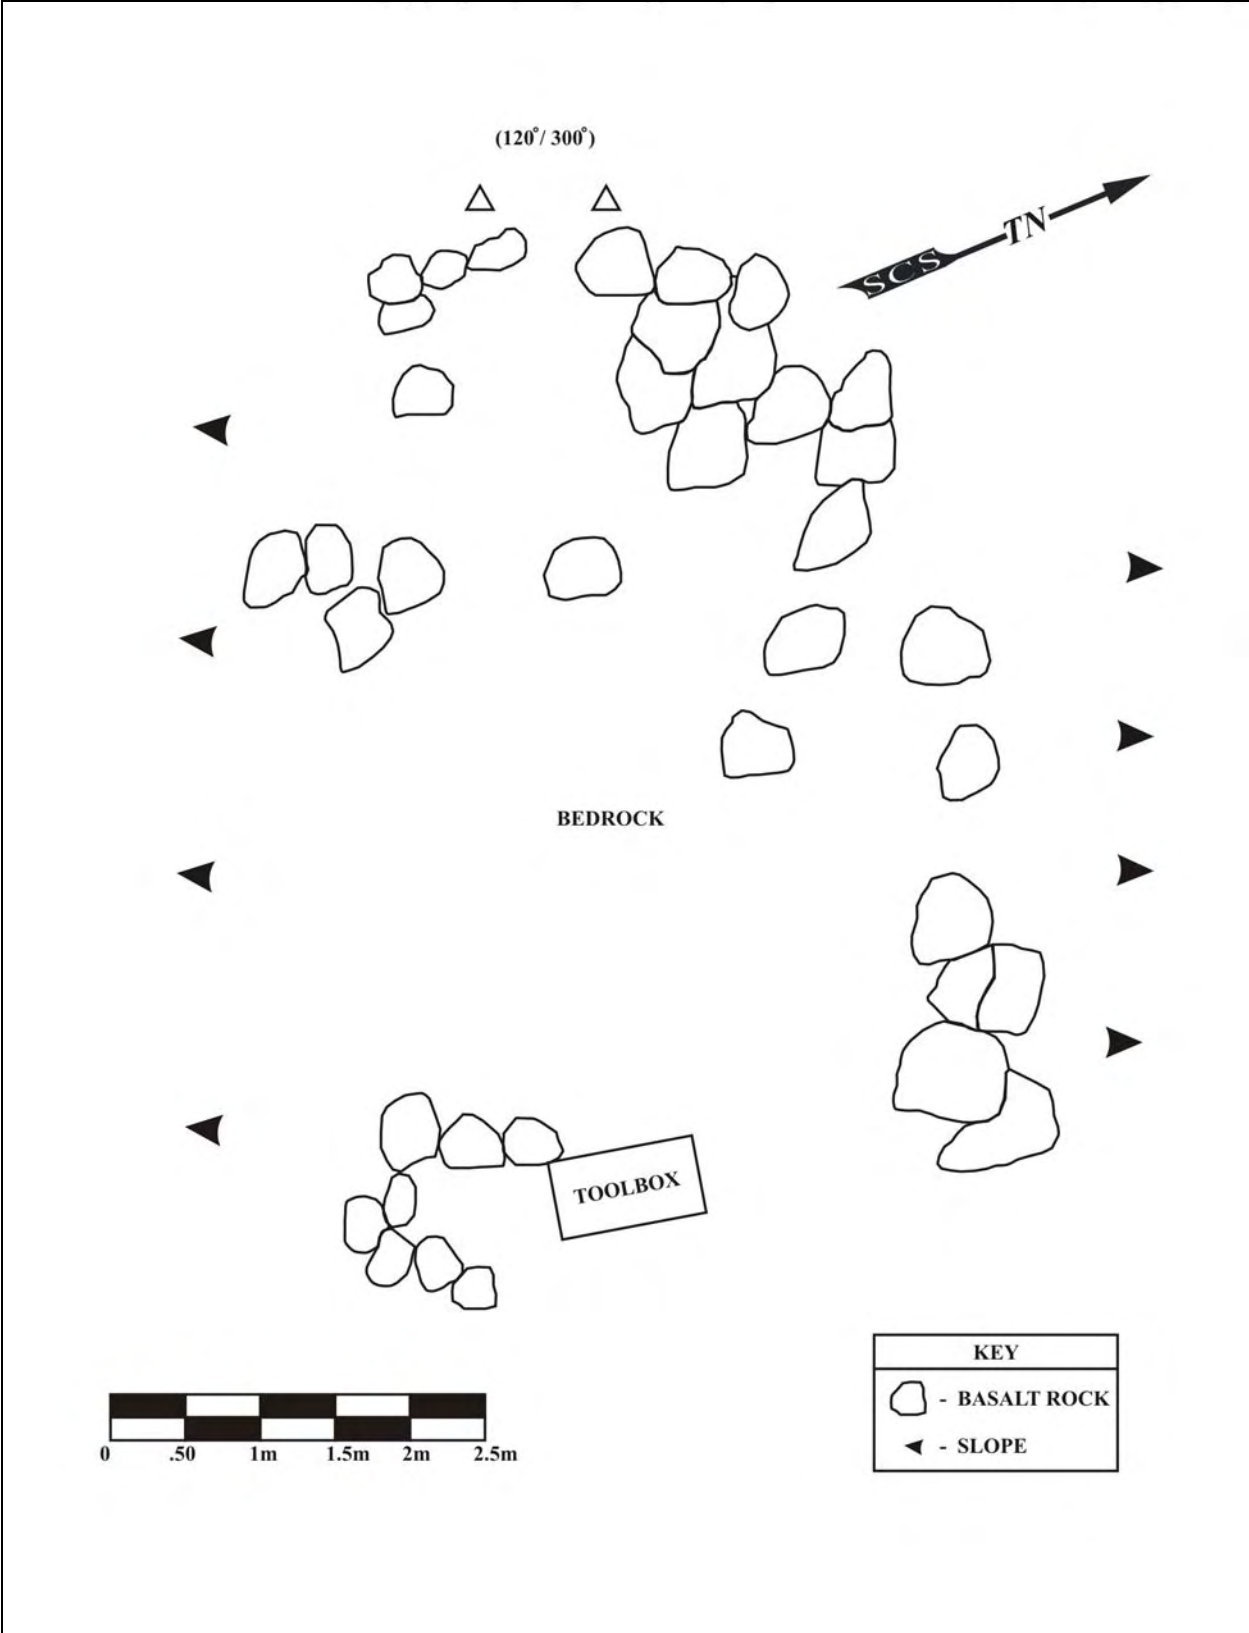 (120°/ 300°)
TN
SCS
BEDROCK
TOOLBOX
KEY
- BASALT ROCK
- SLOPE
0 .50 1m 1.5m 2m 2.5m